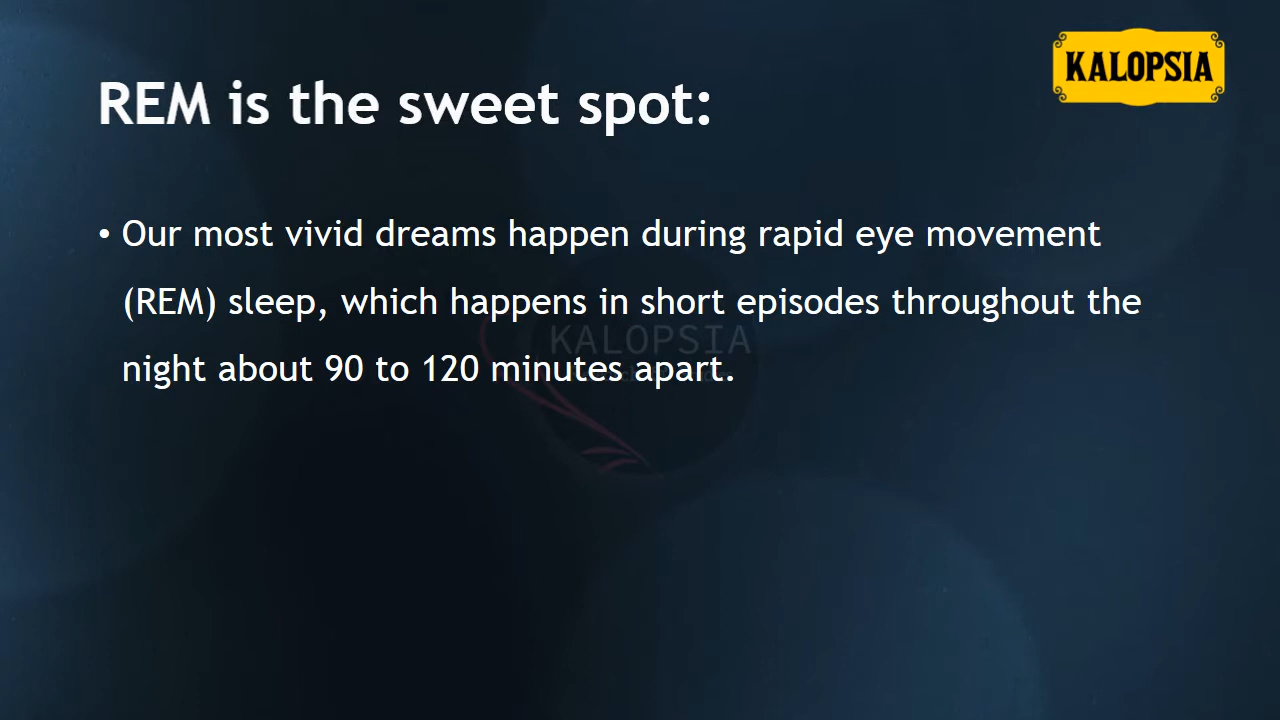 KALOPSIA
REM is the sweet spot:
• Our most vivid dreams happen during rapid eye movement
(REM) sleep, which happens in short episodes throughout the
KALOPSIA
night about 90 to 120 minutes apart.